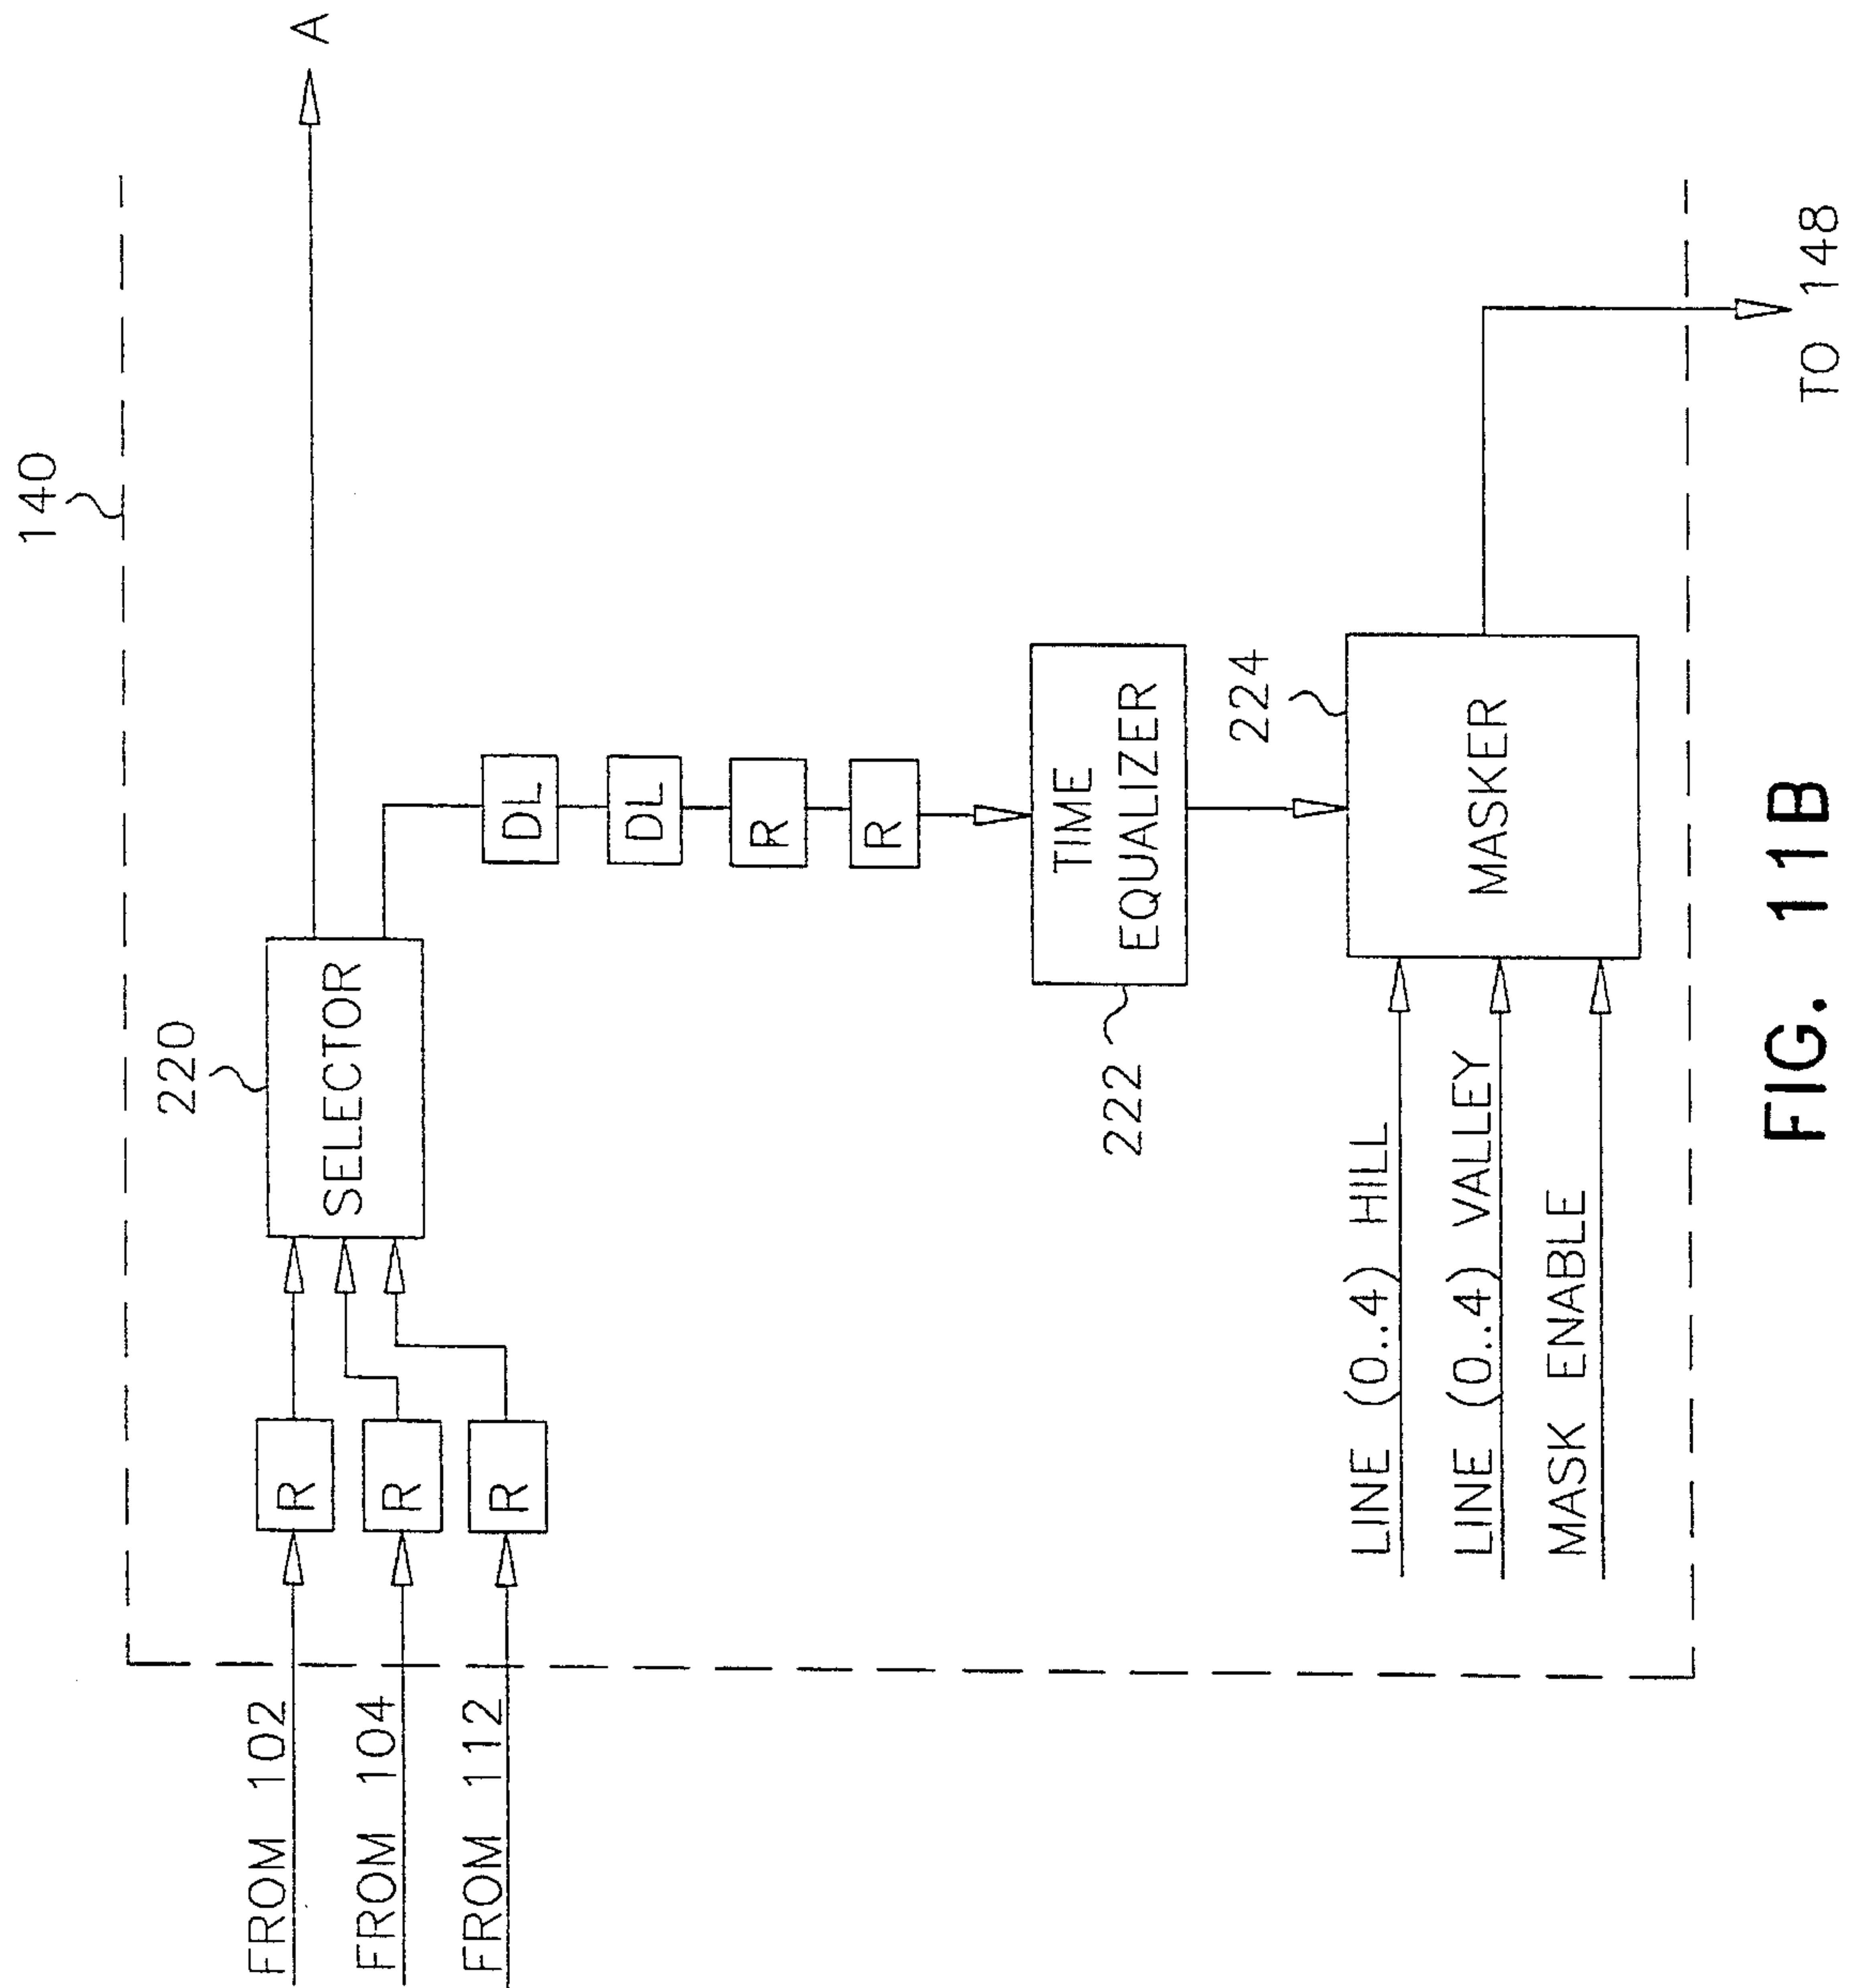 140
A
220
FROM 102
R
FROM 104
R
FROM 112
R
SELECTOR
DL
DL
R
R
222
TIME
EQUALIZER
224
LINE (0..4) HILL
LINE (0..4) VALLEY
MASK ENABLE
MASKER
TO 148
FIG. 11B